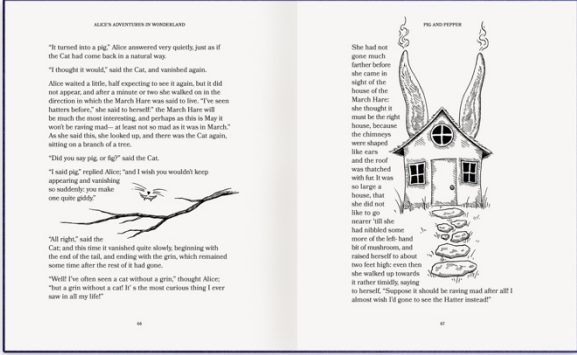 ALICE'S ADVENTURES IN WONDERLAND
"It turned into a pig," Alice answered very quietly, just as if
the Cat had come back in a natural way.
"I thought it would," said the Cat, and vanished again.
Alice waited a little, half expecting to see it again, but it did
not appear, and after a minute or two she walked on in the
direction in which the March Hare was said to live. "I've seen
hatters before," she said to herself:" the March Hare will
be much the most interesting, and perhaps as this is May it
won't be raving mad— at least not so mad as it was in March."
As she said this, she looked up, and there was the Cat again,
sitting on a branch of a tree.
"Did you say pig, or fig?" said the Cat.
"I said pig," replied Alice; "and I wish you wouldn't keep
appearing and vanishing
so suddenly: you make
one quite giddy."
"All right," said the
Cat; and this time it vanished quite slowly, beginning with
the end of the tail, and ending with the grin, which remained
some time after the rest of it had gone.
"Well! I've often seen a cat without a grin," thought Alice;
"but a grin without a cat! It' s the most curious thing I ever
saw in all my life!"
66
PIG AND PEPPER
She had not
gone much
farther before
she came in
sight of the
house of the
March Hare:
she thought it
must be the right
house, because
the chimneys
were shaped
like ears
and the roof
was thatched
with fur. It was
so large a
house, that
she did not
like to go
nearer 'till she
had nibbled some
more of the left- hand
bit of mushroom, and
raised herself to about
two feet high: even then
she walked up towards
it rather timidly, saying
to herself, "Suppose it should be raving mad after all! I
almost wish I'd gone to see the Hatter instead!"
67